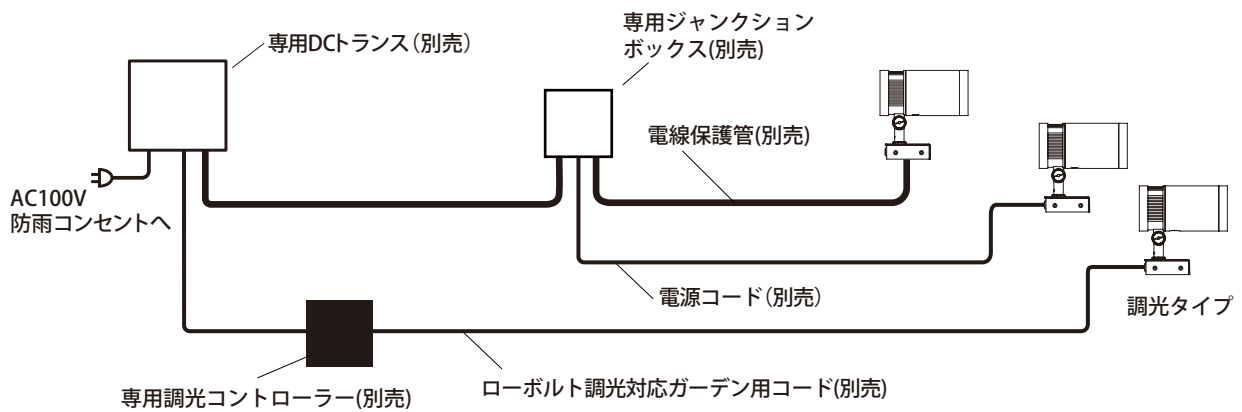 専用DCトランス（別売）
専用ジャンクション
ボックス(別売)
電線保護管(別売)
AC100V
防雨コンセントへ
電源コード（別売）
調光タイプ
専用調光コントローラー(別売)
ローボルト調光対応ガーデン用コード(別売)